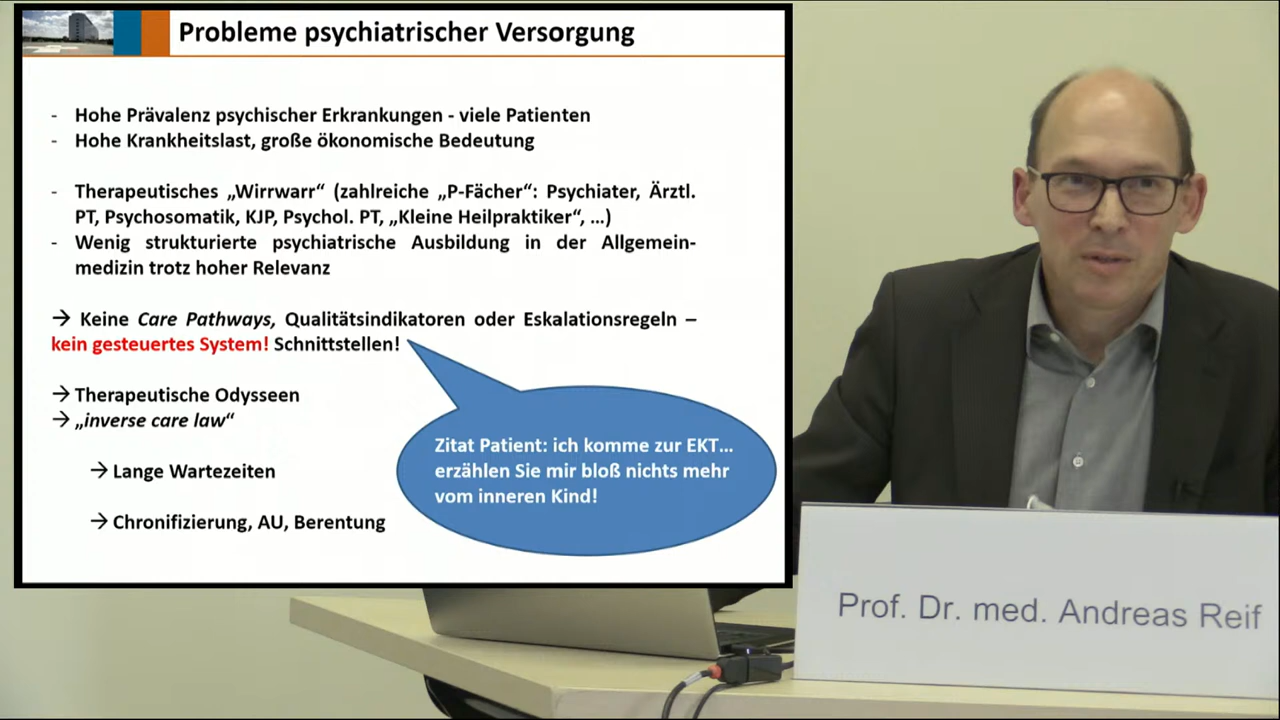 Probleme psychiatrischer Versorgung
- Hohe Prävalenz psychischer Erkrankungen - viele Patienten
- Hohe Krankheitslast, große ökonomische Bedeutung
- Therapeutisches „Wirrwarr“ (zahlreiche „P-Fächer“: Psychiater, Ärztl.
PT, Psychosomatik, KJP, Psychol. PT, „Kleine Heilpraktiker“, …)
- Wenig strukturierte psychiatrische Ausbildung in der Allgemein-
medizin trotz hoher Relevanz
→ Keine Care Pathways, Qualitätsindikatoren oder Eskalationsregeln –
kein gesteuertes System! Schnittstellen!
→ Therapeutische Odysseen
→ „inverse care law“
→ Lange Wartezeiten
→ Chronifizierung, AU, Berentung
Zitat Patient: ich komme zur EKT…
erzählen Sie mir bloß nichts mehr
vom inneren Kind!
Prof. Dr. med. Andreas Reif